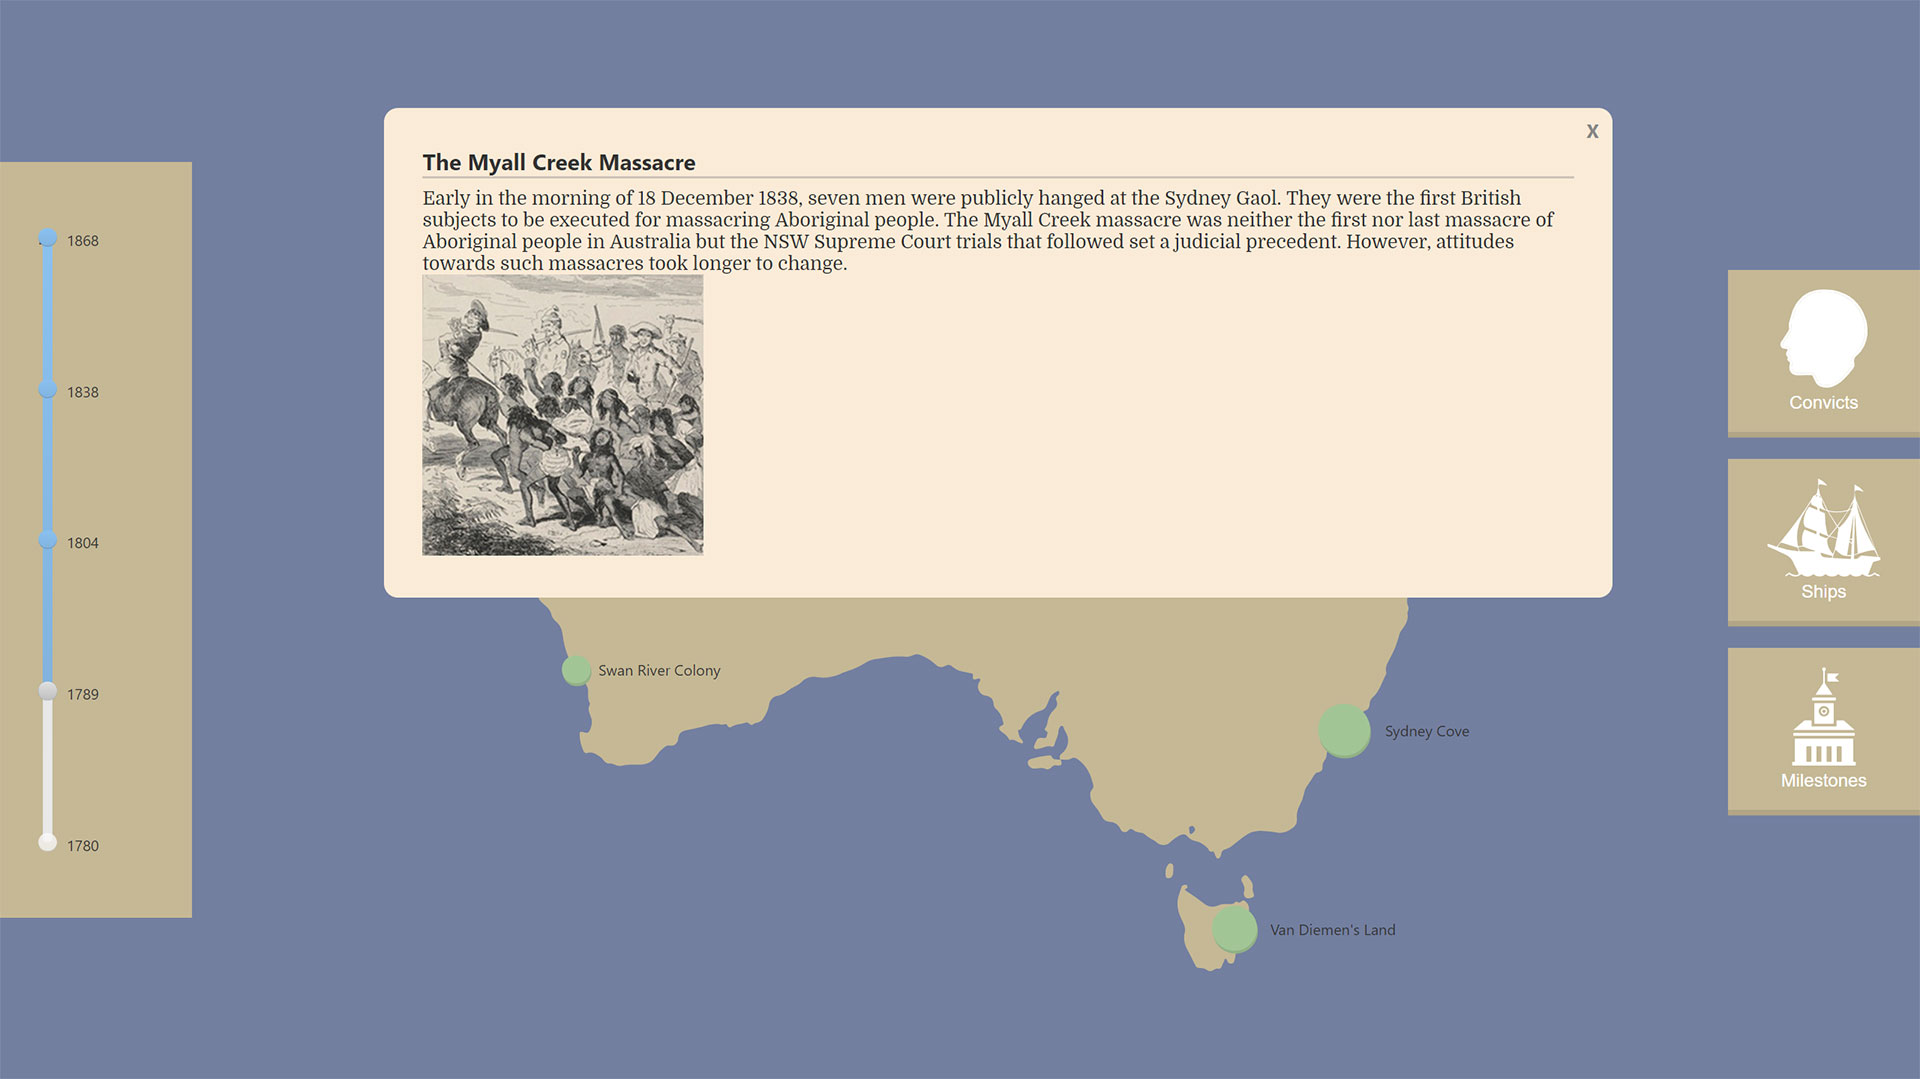 X
The Myall Creek Massacre
Early in the morning of 18 December 1838, seven men were publicly hanged at the Sydney Gaol. They were the first British
subjects to be executed for massacring Aboriginal people. The Myall Creek massacre was neither the first nor last massacre of
Aboriginal people in Australia but the NSW Supreme Court trials that followed set a judicial precedent. However, attitudes
towards such massacres took longer to change.
1868
1838
1804
1789
1780
Swan River Colony
Sydney Cove
Van Diemen's Land
Convicts
Ships
Milestones